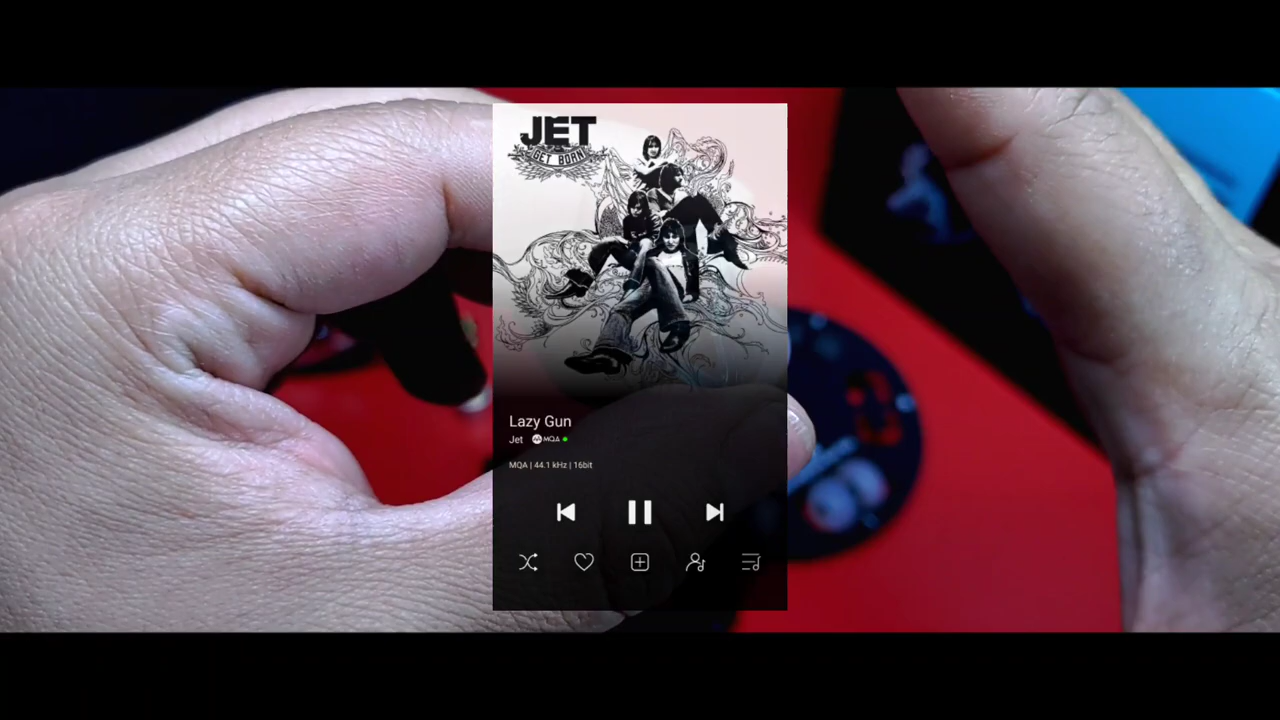 JET
GET BORN
Lazy Gun
Jet MQA
MQA | 44.1 kHz | 16bit